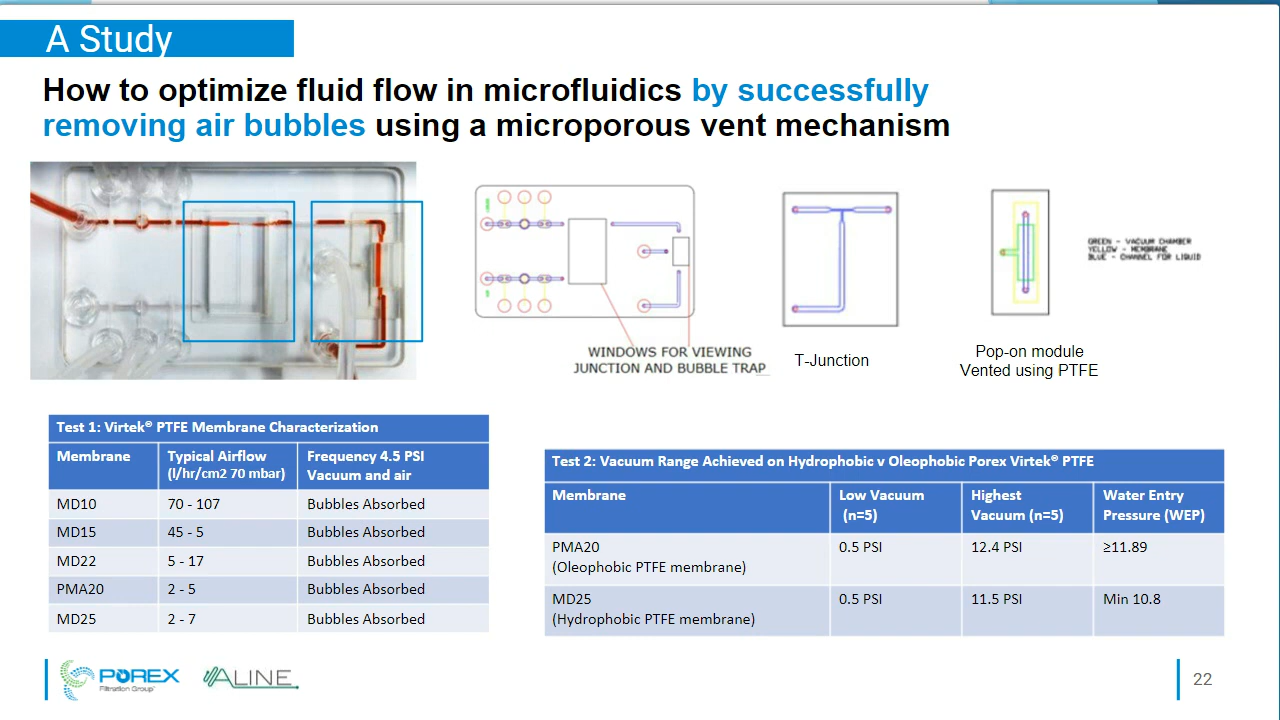 A Study
How to optimize fluid flow in microfluidics by successfully
removing air bubbles using a microporous vent mechanism
WINDOWS FOR VIEWING
JUNCTION AND BUBBLE TRAP
T-Junction
Pop-on module
Vented using PTFE
GREEN - VACUUM CHAMBER
YELLOW - MEMBRANE
BLUE - CHANNEL FOR LIQUID
Test 1: Virtek® PTFE Membrane Characterization
Membrane Typical Airflow (l/hr/cm2 70 mbar) Frequency 4.5 PSI Vacuum and air
MD10 70 - 107 Bubbles Absorbed
MD15 45 - 5 Bubbles Absorbed
MD22 5 - 17 Bubbles Absorbed
PMA20 2 - 5 Bubbles Absorbed
MD25 2 - 7 Bubbles Absorbed
Test 2: Vacuum Range Achieved on Hydrophobic v Oleophobic Porex Virtek® PTFE
Membrane Low Vacuum (n=5) Highest Vacuum (n=5) Water Entry Pressure (WEP)
PMA20 (Oleophobic PTFE membrane) 0.5 PSI 12.4 PSI ≥11.89
MD25 (Hydrophobic PTFE membrane) 0.5 PSI 11.5 PSI Min 10.8
POREX
Filtration Group
ALINE
22